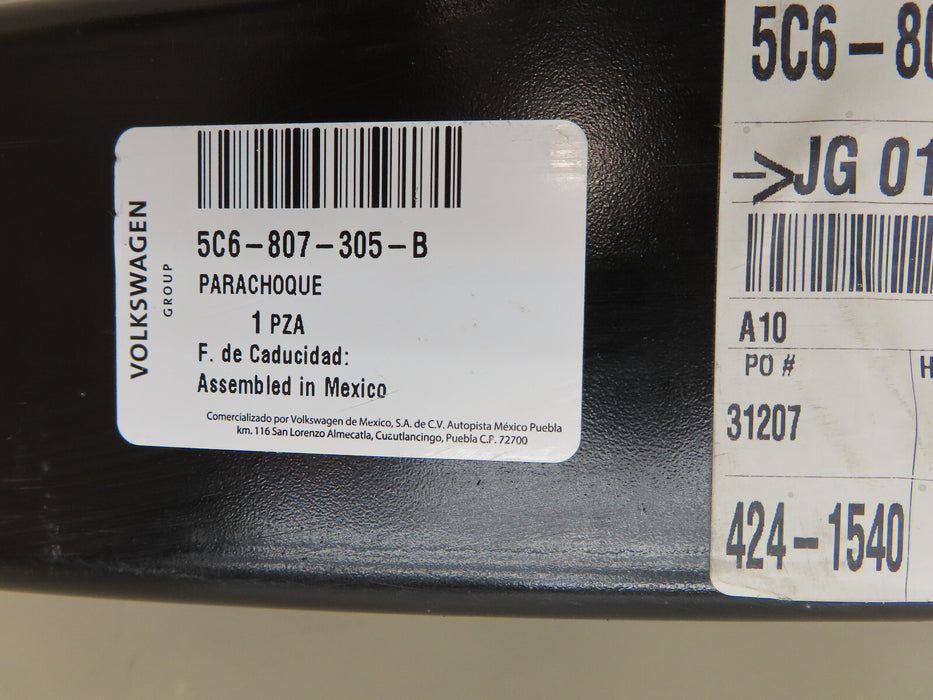 VOLKSWAGEN
GROUP
5C6-807-305-B
PARACHOQUE
1 PZA
F. de Caducidad:
Assembled in Mexico
Comercializado por Volkswagen de Mexico, S.A. de C.V. Autopista México Puebla
km. 116 San Lorenzo Almecatla, Cuautlancingo, Puebla C.P. 72700
5C6-80
->JG 01
A10
PO #
H
31207
424-1540